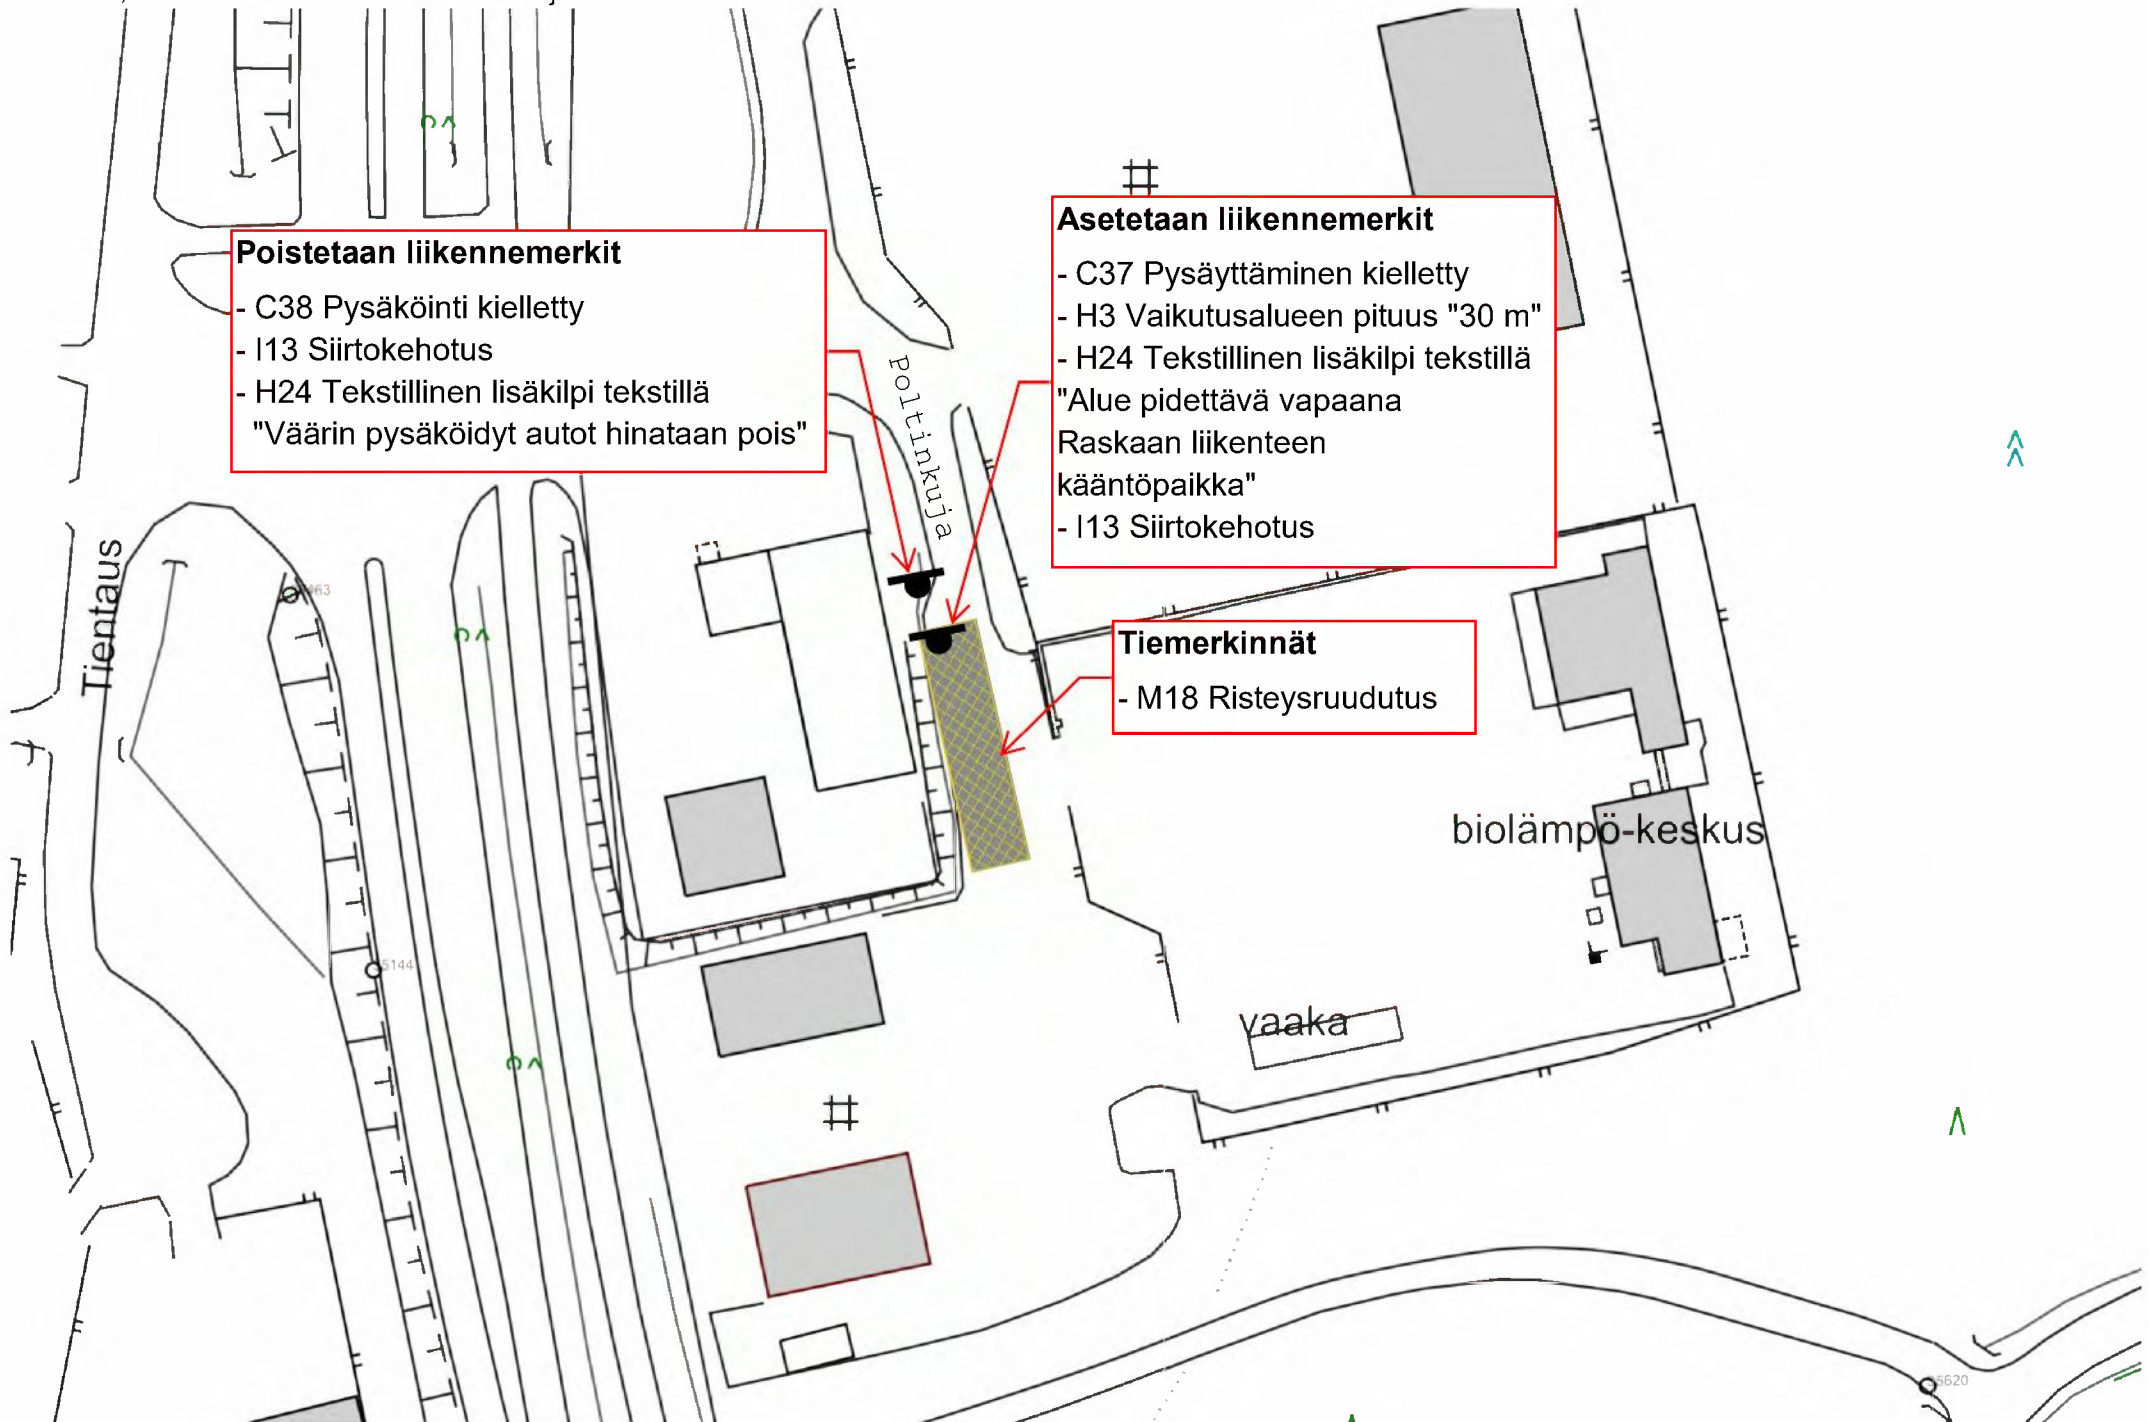 Poistetaan liikennemerkit
- C38 Pysäköinti kielletty
- I13 Siirtokehotus
- H24 Tekstillinen lisäkilpi tekstillä
"Väärin pysäköidyt autot hinataan pois"
Asetetaan liikennemerkit
- C37 Pysäyttäminen kielletty
- H3 Vaikutusalueen pituus "30 m"
- H24 Tekstillinen lisäkilpi tekstillä
"Alue pidettävä vapaana
Raskaan liikenteen
kääntöpaikka"
- I13 Siirtokehotus
Poltinkuja
Tientaus
Tiemerkinnät
- M18 Risteysruudutus
biolämpö-keskus
vaaka